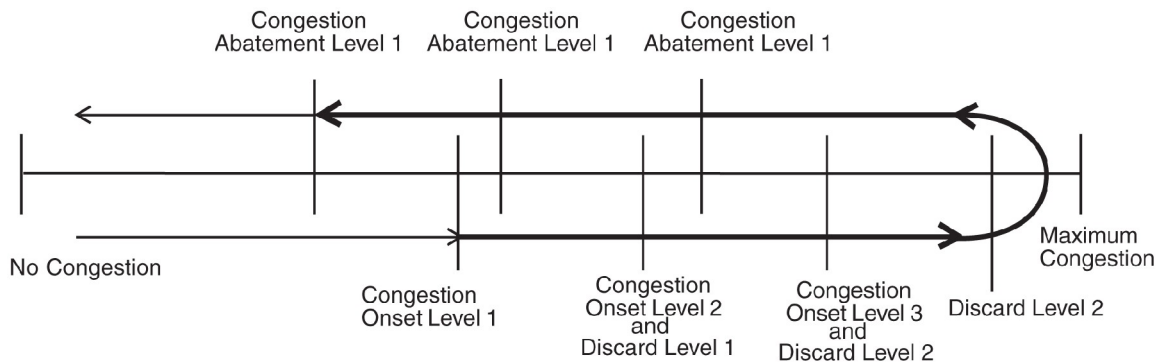 Congestion
Abatement Level 1
Congestion
Abatement Level 1
Congestion
Abatement Level 1
No Congestion
Maximum
Congestion
Congestion
Onset Level 1
Congestion
Onset Level 2
and
Discard Level 1
Congestion
Onset Level 3
and
Discard Level 2
Discard Level 2